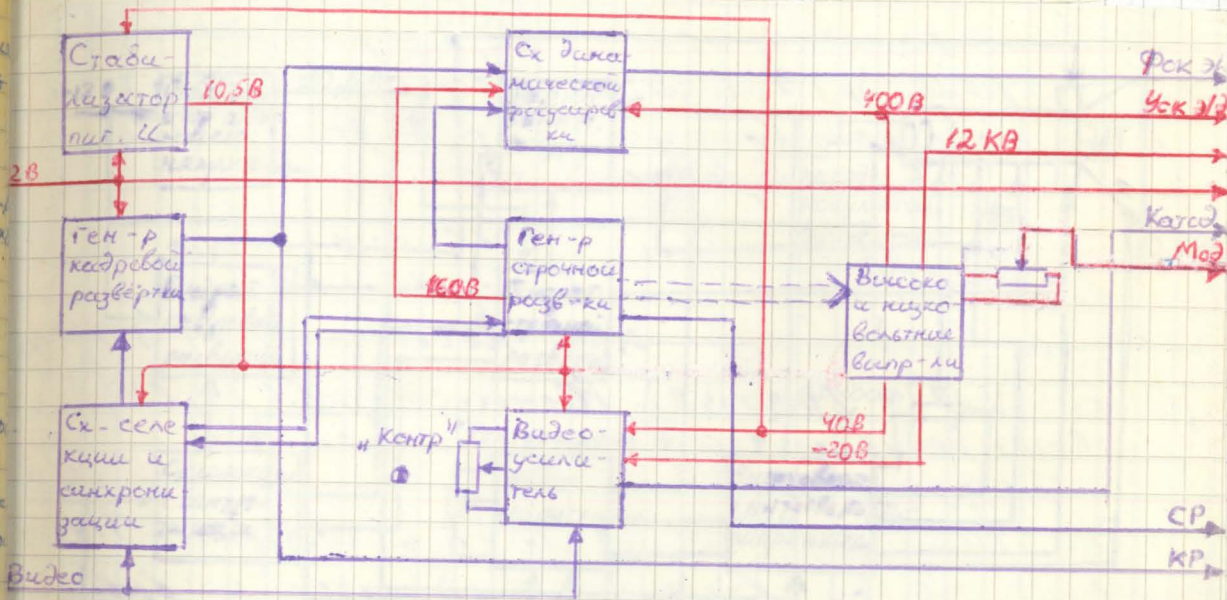 Стаби-
лизатор
пит. U
10,5В
2В
Ген-р
кадровой
развёртки
Сх-селе
кции и
синхрони
зации
Видео
Сх дина-
мической
фокусиров
ки
160В
Ген-р
строчной
разв-ки
„Контр"
Видео-
усили-
тель
400В
12 КВ
Высоко
и низко
вольтные
выпр-ли
40В
-20В
Фск эл
Уск эл
Катод
Мод
СР
КР